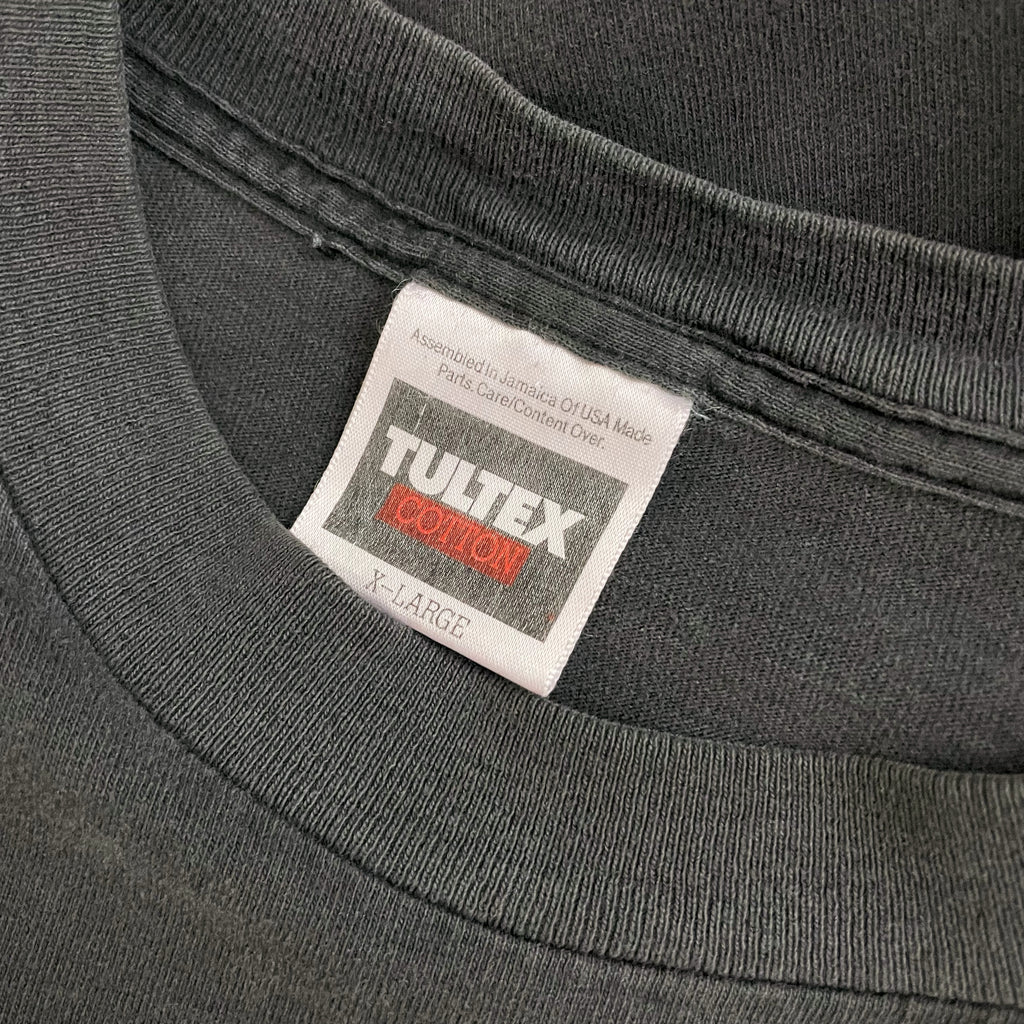 Assembled In Jamaica Of USA Made
Parts. Care/Content Over.
TULTEX
COTTON
X-LARGE